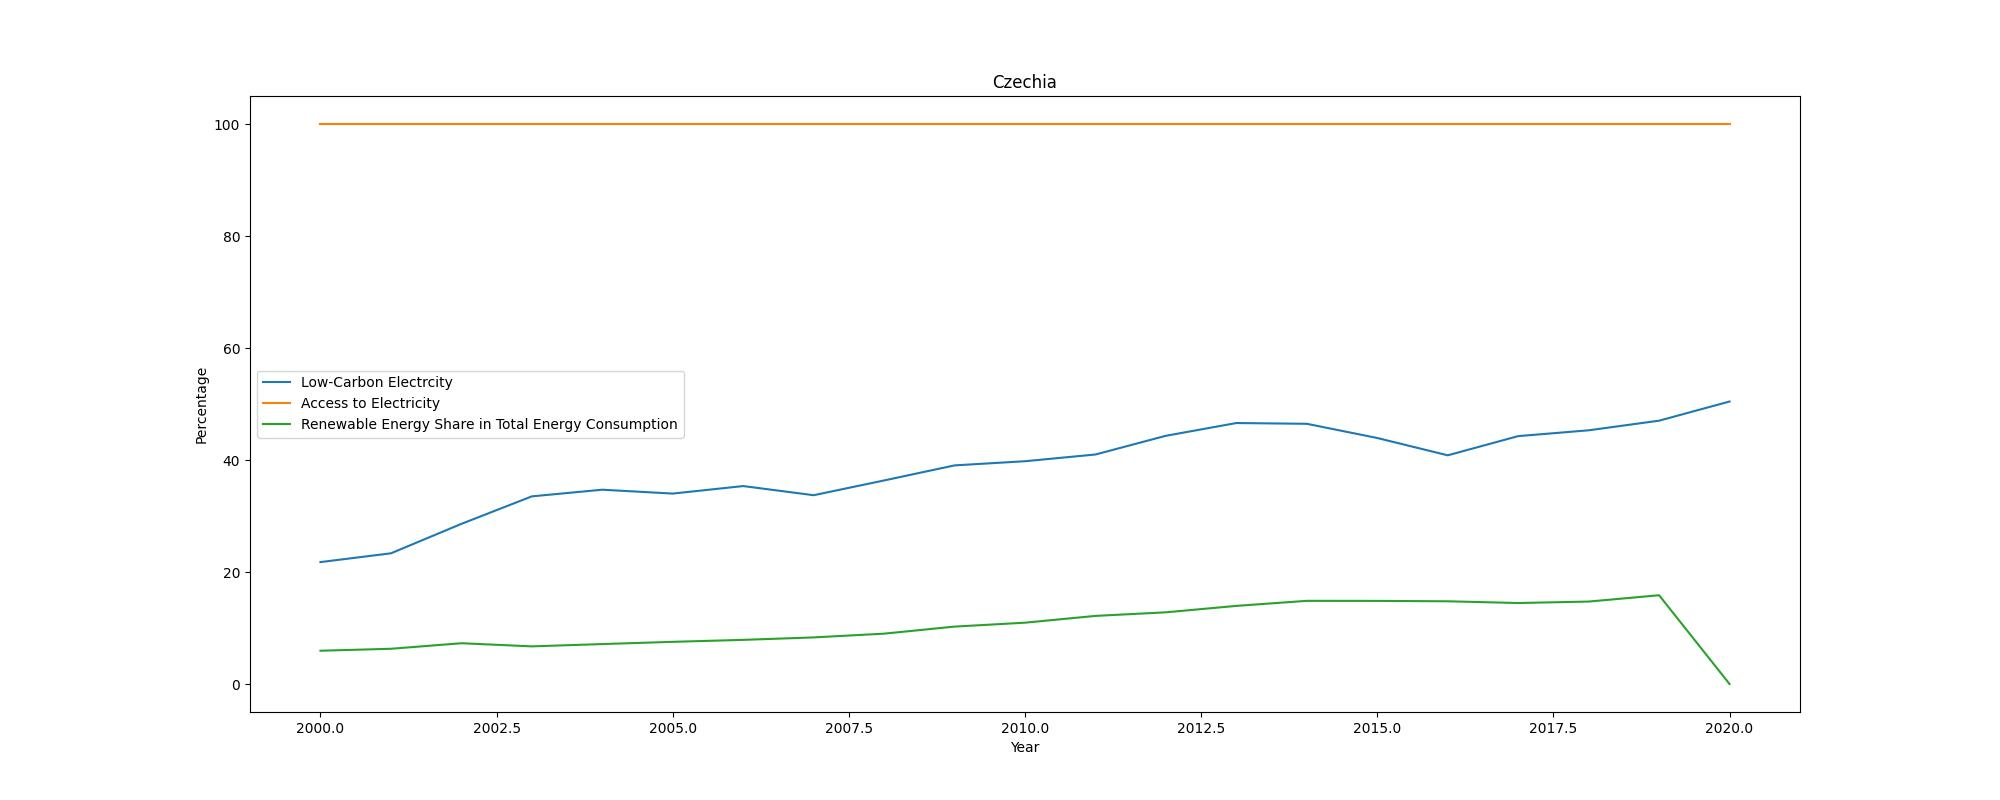 Czechia
100
80
60
40
20
0
Percentage
Low-Carbon Electrcity
Access to Electricity
Renewable Energy Share in Total Energy Consumption
2000.0 2002.5 2005.0 2007.5 2010.0 2012.5 2015.0 2017.5 2020.0
Year